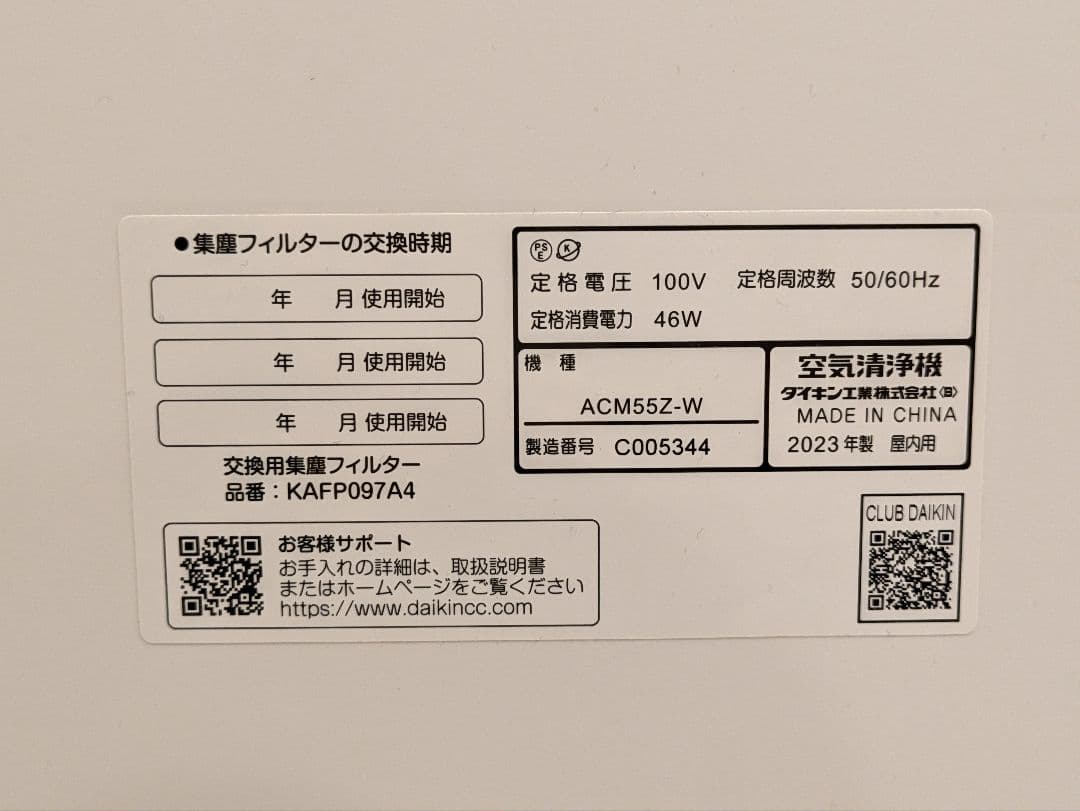 ●集塵フィルターの交換時期
年 月 使用開始
年 月 使用開始
年 月 使用開始
交換用集塵フィルター
品番：KAFP097A4
お客様サポート
お手入れの詳細は、取扱説明書
またはホームページをご覧ください
https://www.daikincc.com
PSE K
定格電圧 100V 定格周波数 50/60Hz
定格消費電力 46W
機種
ACM55Z-W
製造番号 C005344
空気清浄機
ダイキン工業株式会社〈日〉
MADE IN CHINA
2023年製 屋内用
CLUB DAIKIN